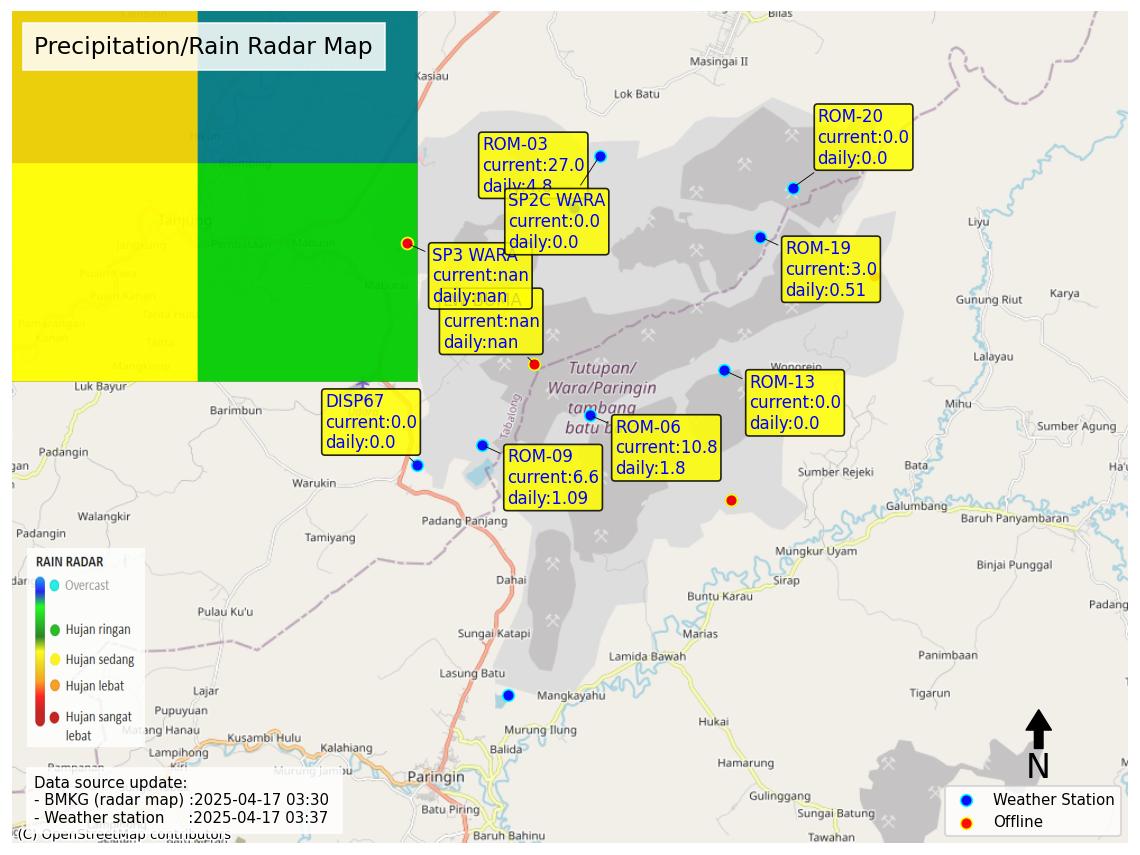 Precipitation/Rain Radar Map
Bilas
Masingai II
Kasiau
Lok Batu
ROM-20
current:0.0
daily:0.0
ROM-03
current:27.0
daily:4.8
SP2C WARA
current:0.0
daily:0.0
Liyu
Tanjung
SP3 WARA
current:nan
daily:nan
ROM-19
current:3.0
daily:0.51
current:nan
daily:nan
Gunung Riut
Karya
Lalayau
Wonorejo
Tutupan/
Wara/Paringin
tambang
batu b
Luk Bayur
Barimbun
DISP67
current:0.0
daily:0.0
Tabalong
ROM-13
current:0.0
daily:0.0
Mihu
Sumber Agung
ROM-06
current:10.8
daily:1.8
ROM-09
current:6.6
daily:1.09
Padangin
Warukin
Sumber Rejeki
Bata
Galumbang
Baruh Panyambaran
Walangkir
Padangin
Padang Panjang
Tamiyang
Mungkur Uyam
Binjai Punggal
Sirap
Dahai
Buntu Karau
Padang
Pulau Ku'u
Sungai Katapi
Marias
Lamida Bawah
Panimbaan
Lasung Batu
Lajar
Mangkayahu
Tigarun
Pupuyuan
Matang Hanau
Murung Ilung
Hukai
Kusambi Hulu
Lampihong
Kalahiang
Balida
Hamarung
Murung Jambu
Paringin
Gulinggang
Batu Piring
Sungai Batung
Baruh Bahinu
Tawahan
RAIN RADAR
Overcast
Hujan ringan
Hujan sedang
Hujan lebat
Hujan sangat
lebat
Data source update:
- BMKG (radar map) :2025-04-17 03:30
- Weather station :2025-04-17 03:37
(C) OpenStreetMap contributors
N
Weather Station
Offline